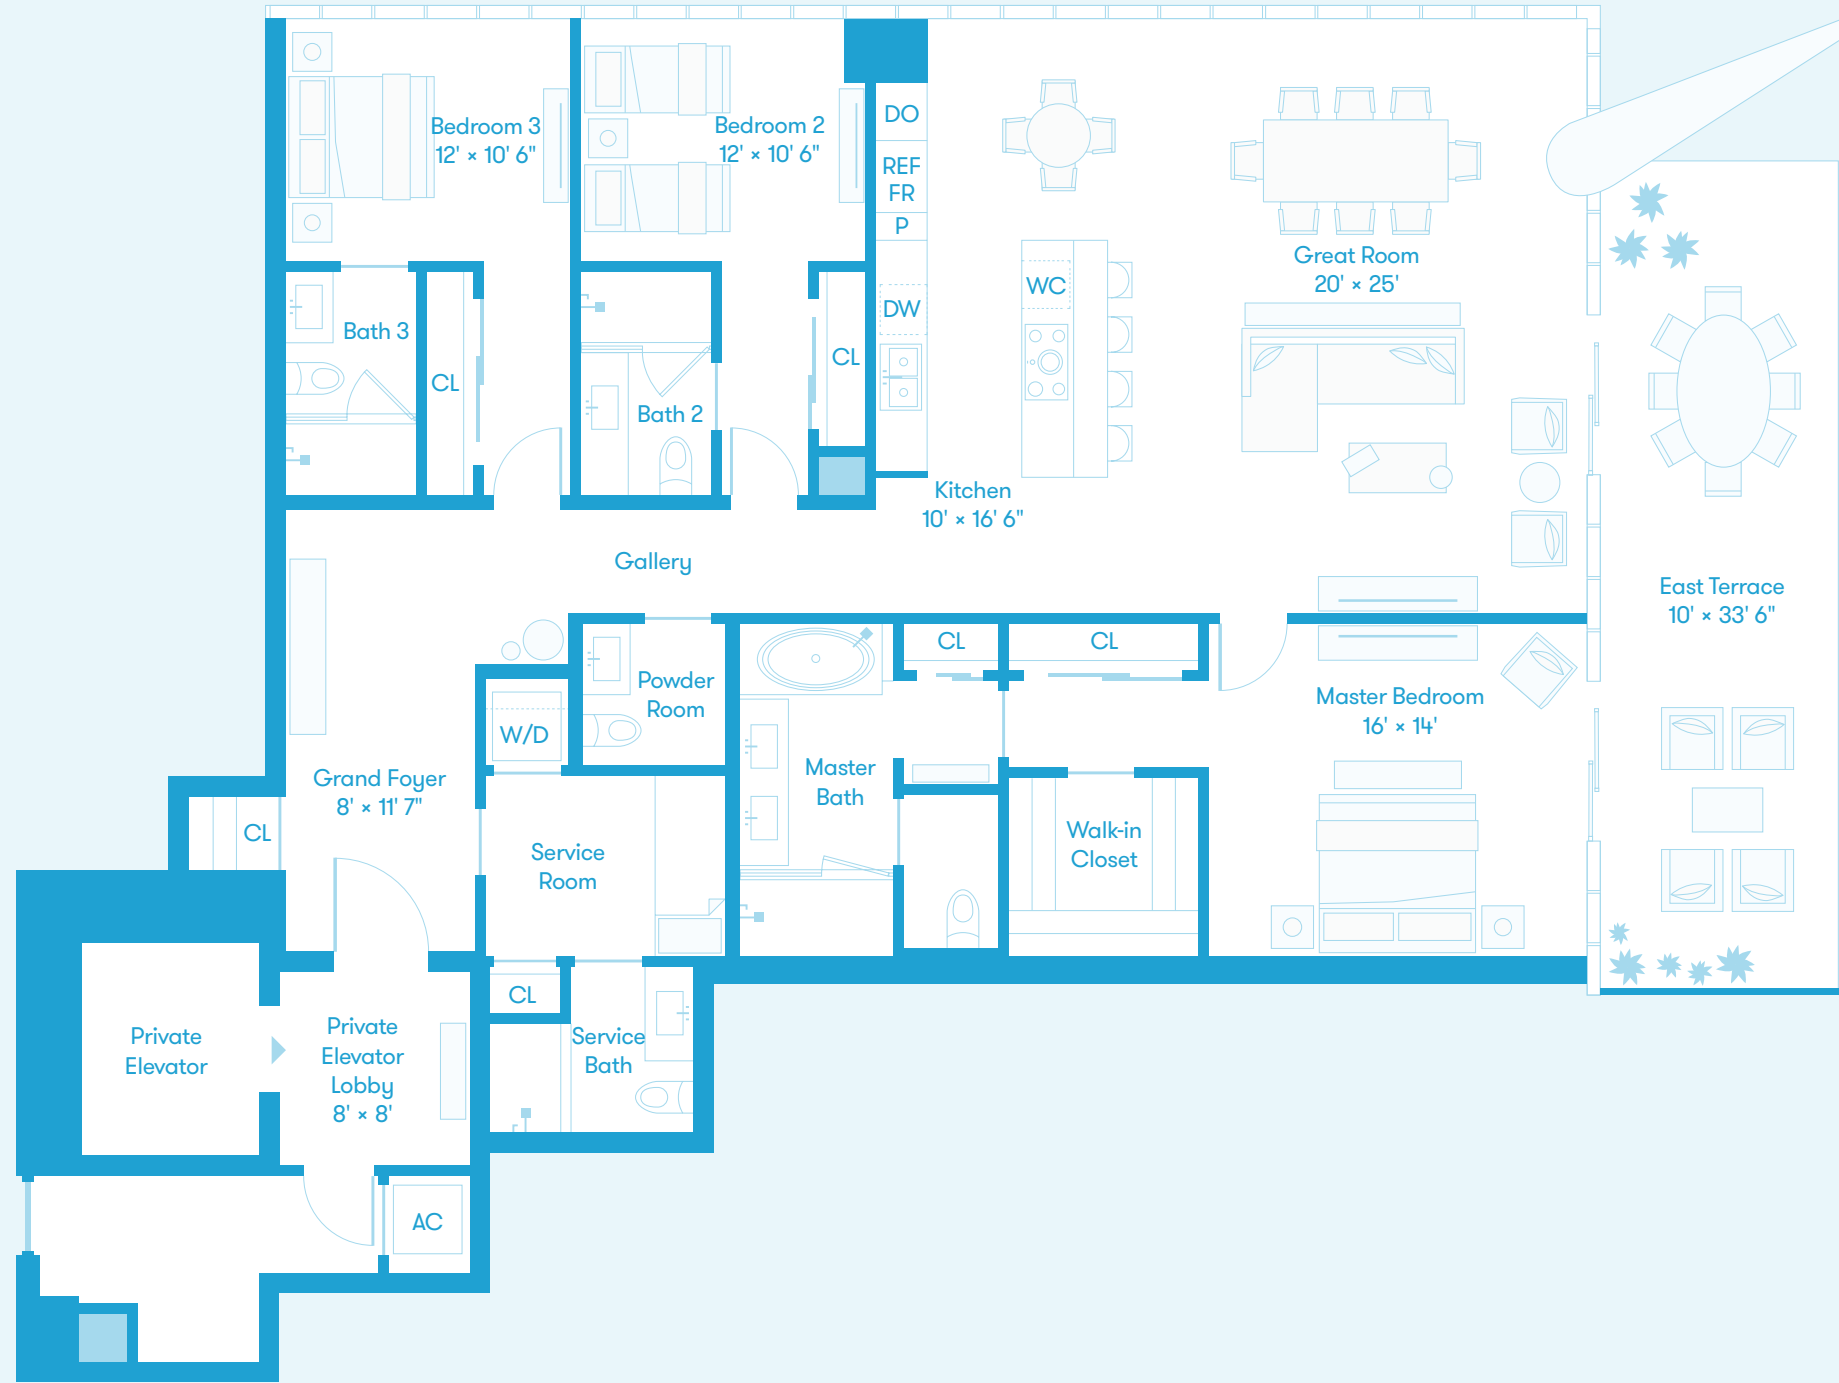 Bedroom 3
12' × 10' 6"
Bedroom 2
12' × 10' 6"
DO
REF
FR
P
DW
WC
Great Room
20' × 25'
Bath 3
CL
Bath 2
CL
Kitchen
10' × 16' 6"
Gallery
East Terrace
10' × 33' 6"
Powder
Room
W/D
CL
CL
Master Bedroom
16' × 14'
Grand Foyer
8' × 11' 7"
CL
Master
Bath
Walk-in
Closet
Service
Room
CL
Service
Bath
Private
Elevator
Private
Elevator
Lobby
8' × 8'
AC